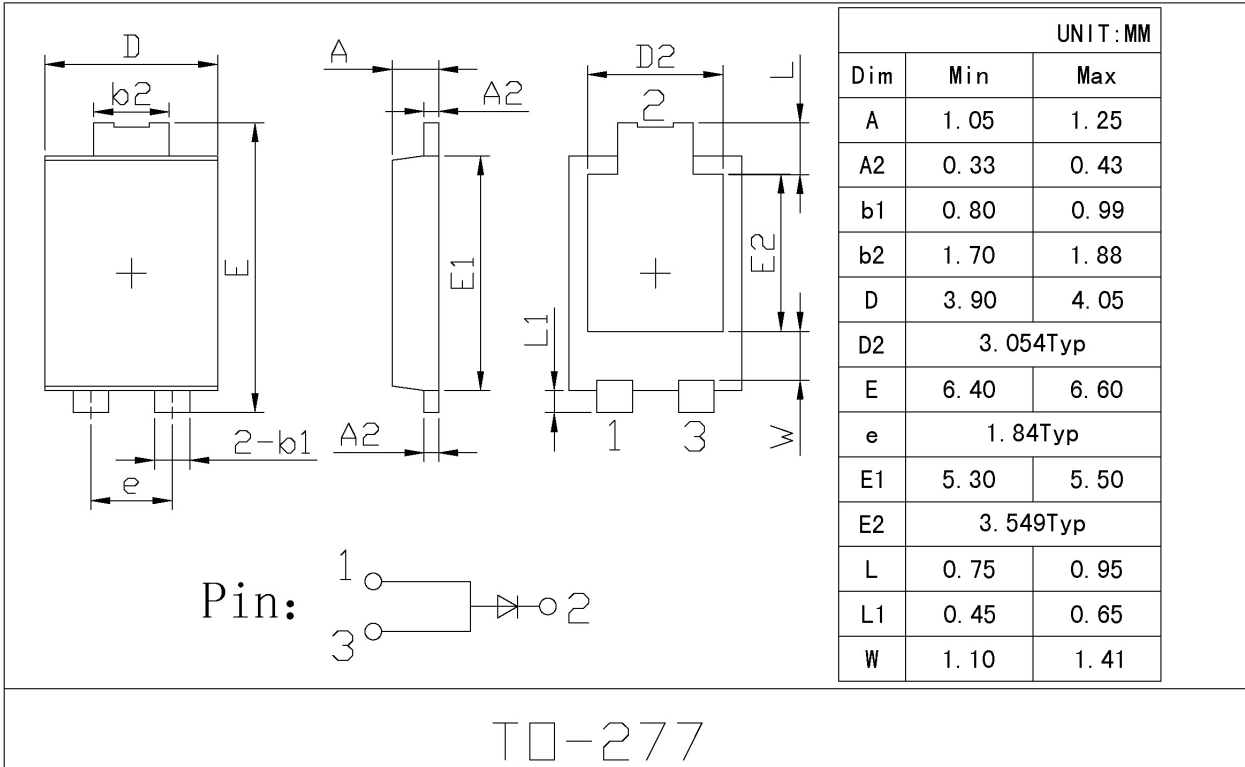 D
b2
E
2-b1
e
A
A2
E1
L1
A2
D2
L
2
E2
W
1 3
UNIT:MM
Dim Min Max
A 1.05 1.25
A2 0.33 0.43
b1 0.80 0.99
b2 1.70 1.88
D 3.90 4.05
D2 3.054Typ
E 6.40 6.60
e 1.84Typ
E1 5.30 5.50
E2 3.549Typ
L 0.75 0.95
L1 0.45 0.65
W 1.10 1.41
Pin:
1
3
2
TO-277